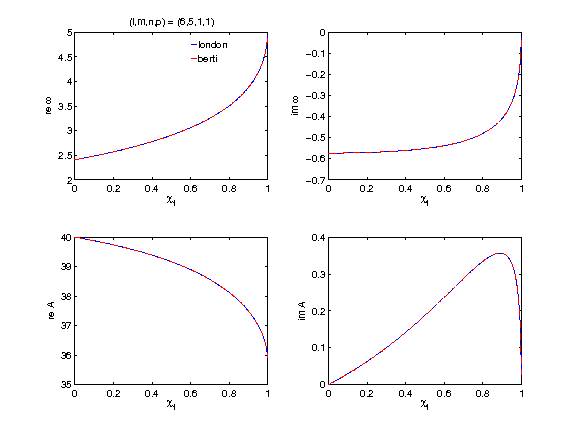 (l,m,n,p) = (6,5,1,1)
london
berti
re ω
5
4.5
4
3.5
3
2.5
2
0 0.2 0.4 0.6 0.8 1
χf
im ω
0
−0.1
−0.2
−0.3
−0.4
−0.5
−0.6
−0.7
0 0.2 0.4 0.6 0.8 1
χf
re A
40
39
38
37
36
35
0 0.2 0.4 0.6 0.8 1
χf
im A
0.4
0.3
0.2
0.1
0
0 0.2 0.4 0.6 0.8 1
χf